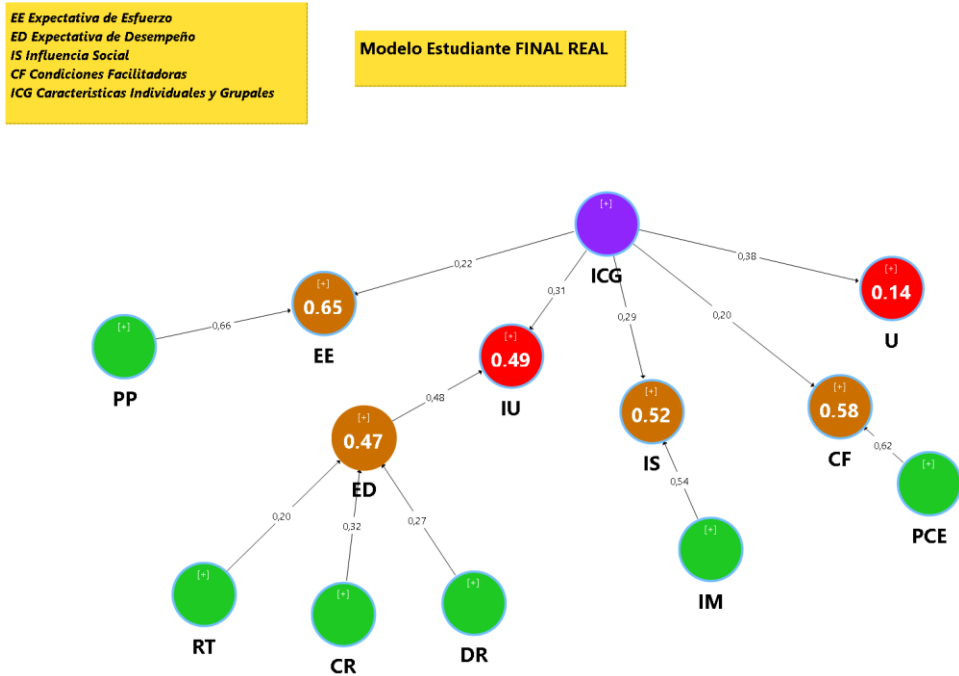 EE Expectativa de Esfuerzo
ED Expectativa de Desempeño
IS Influencia Social
CF Condiciones Facilitadoras
ICG Caracteristicas Individuales y Grupales
Modelo Estudiante FINAL REAL
[+]
ICG
0,22
0,38
[+]
0.65
EE
[+]
0.14
U
0,31
0,29
0,20
0,66
[+]
PP
[+]
0.49
IU
0,48
[+]
0.52
IS
[+]
0.58
CF
[+]
0.47
ED
0,62
[+]
PCE
0,54
0,20
0,32
0,27
[+]
IM
[+]
RT
[+]
CR
[+]
DR